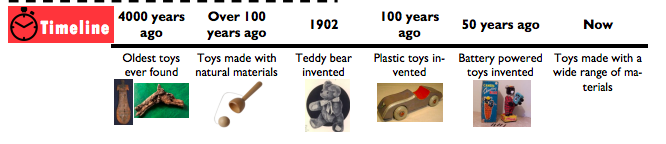 Timeline
4000 years
ago
Over 100
years ago
1902
100 years
ago
50 years ago
Now
Oldest toys
ever found
Toys made with
natural materials
Teddy bear
invented
Plastic toys in-
vented
Battery powered
toys invented
Toys made with a
wide range of ma-
terials